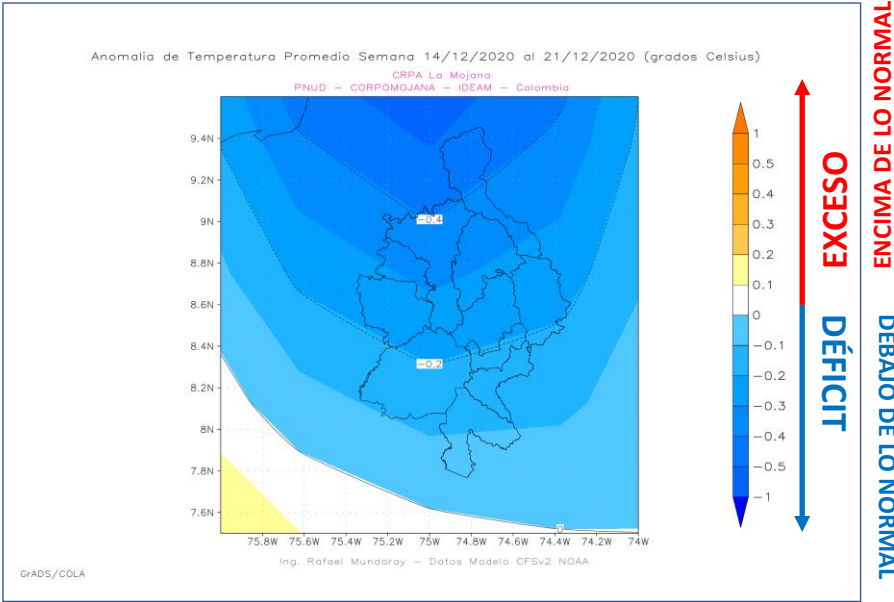 Anomalia de Temperatura Promedio Semana 14/12/2020 al 21/12/2020 (grados Celsius)
CRPA La Mojana
PNUD – CORPOMOJANA – IDEAM – Colombia
9.4N
9.2N
9N
8.8N
8.6N
8.4N
8.2N
8N
7.8N
7.6N
−0.4
−0.2
0
75.8W 75.6W 75.4W 75.2W 75W 74.8W 74.6W 74.4W 74.2W 74W
1
0.5
0.4
0.3
0.2
0.1
0
−0.1
−0.2
−0.3
−0.4
−0.5
−1
EXCESO
DÉFICIT
ENCIMA DE LO NORMAL
DEBAJO DE LO NORMAL
Ing. Rafael Mundaray – Datos Modelo CFSv2 NOAA
GrADS/COLA